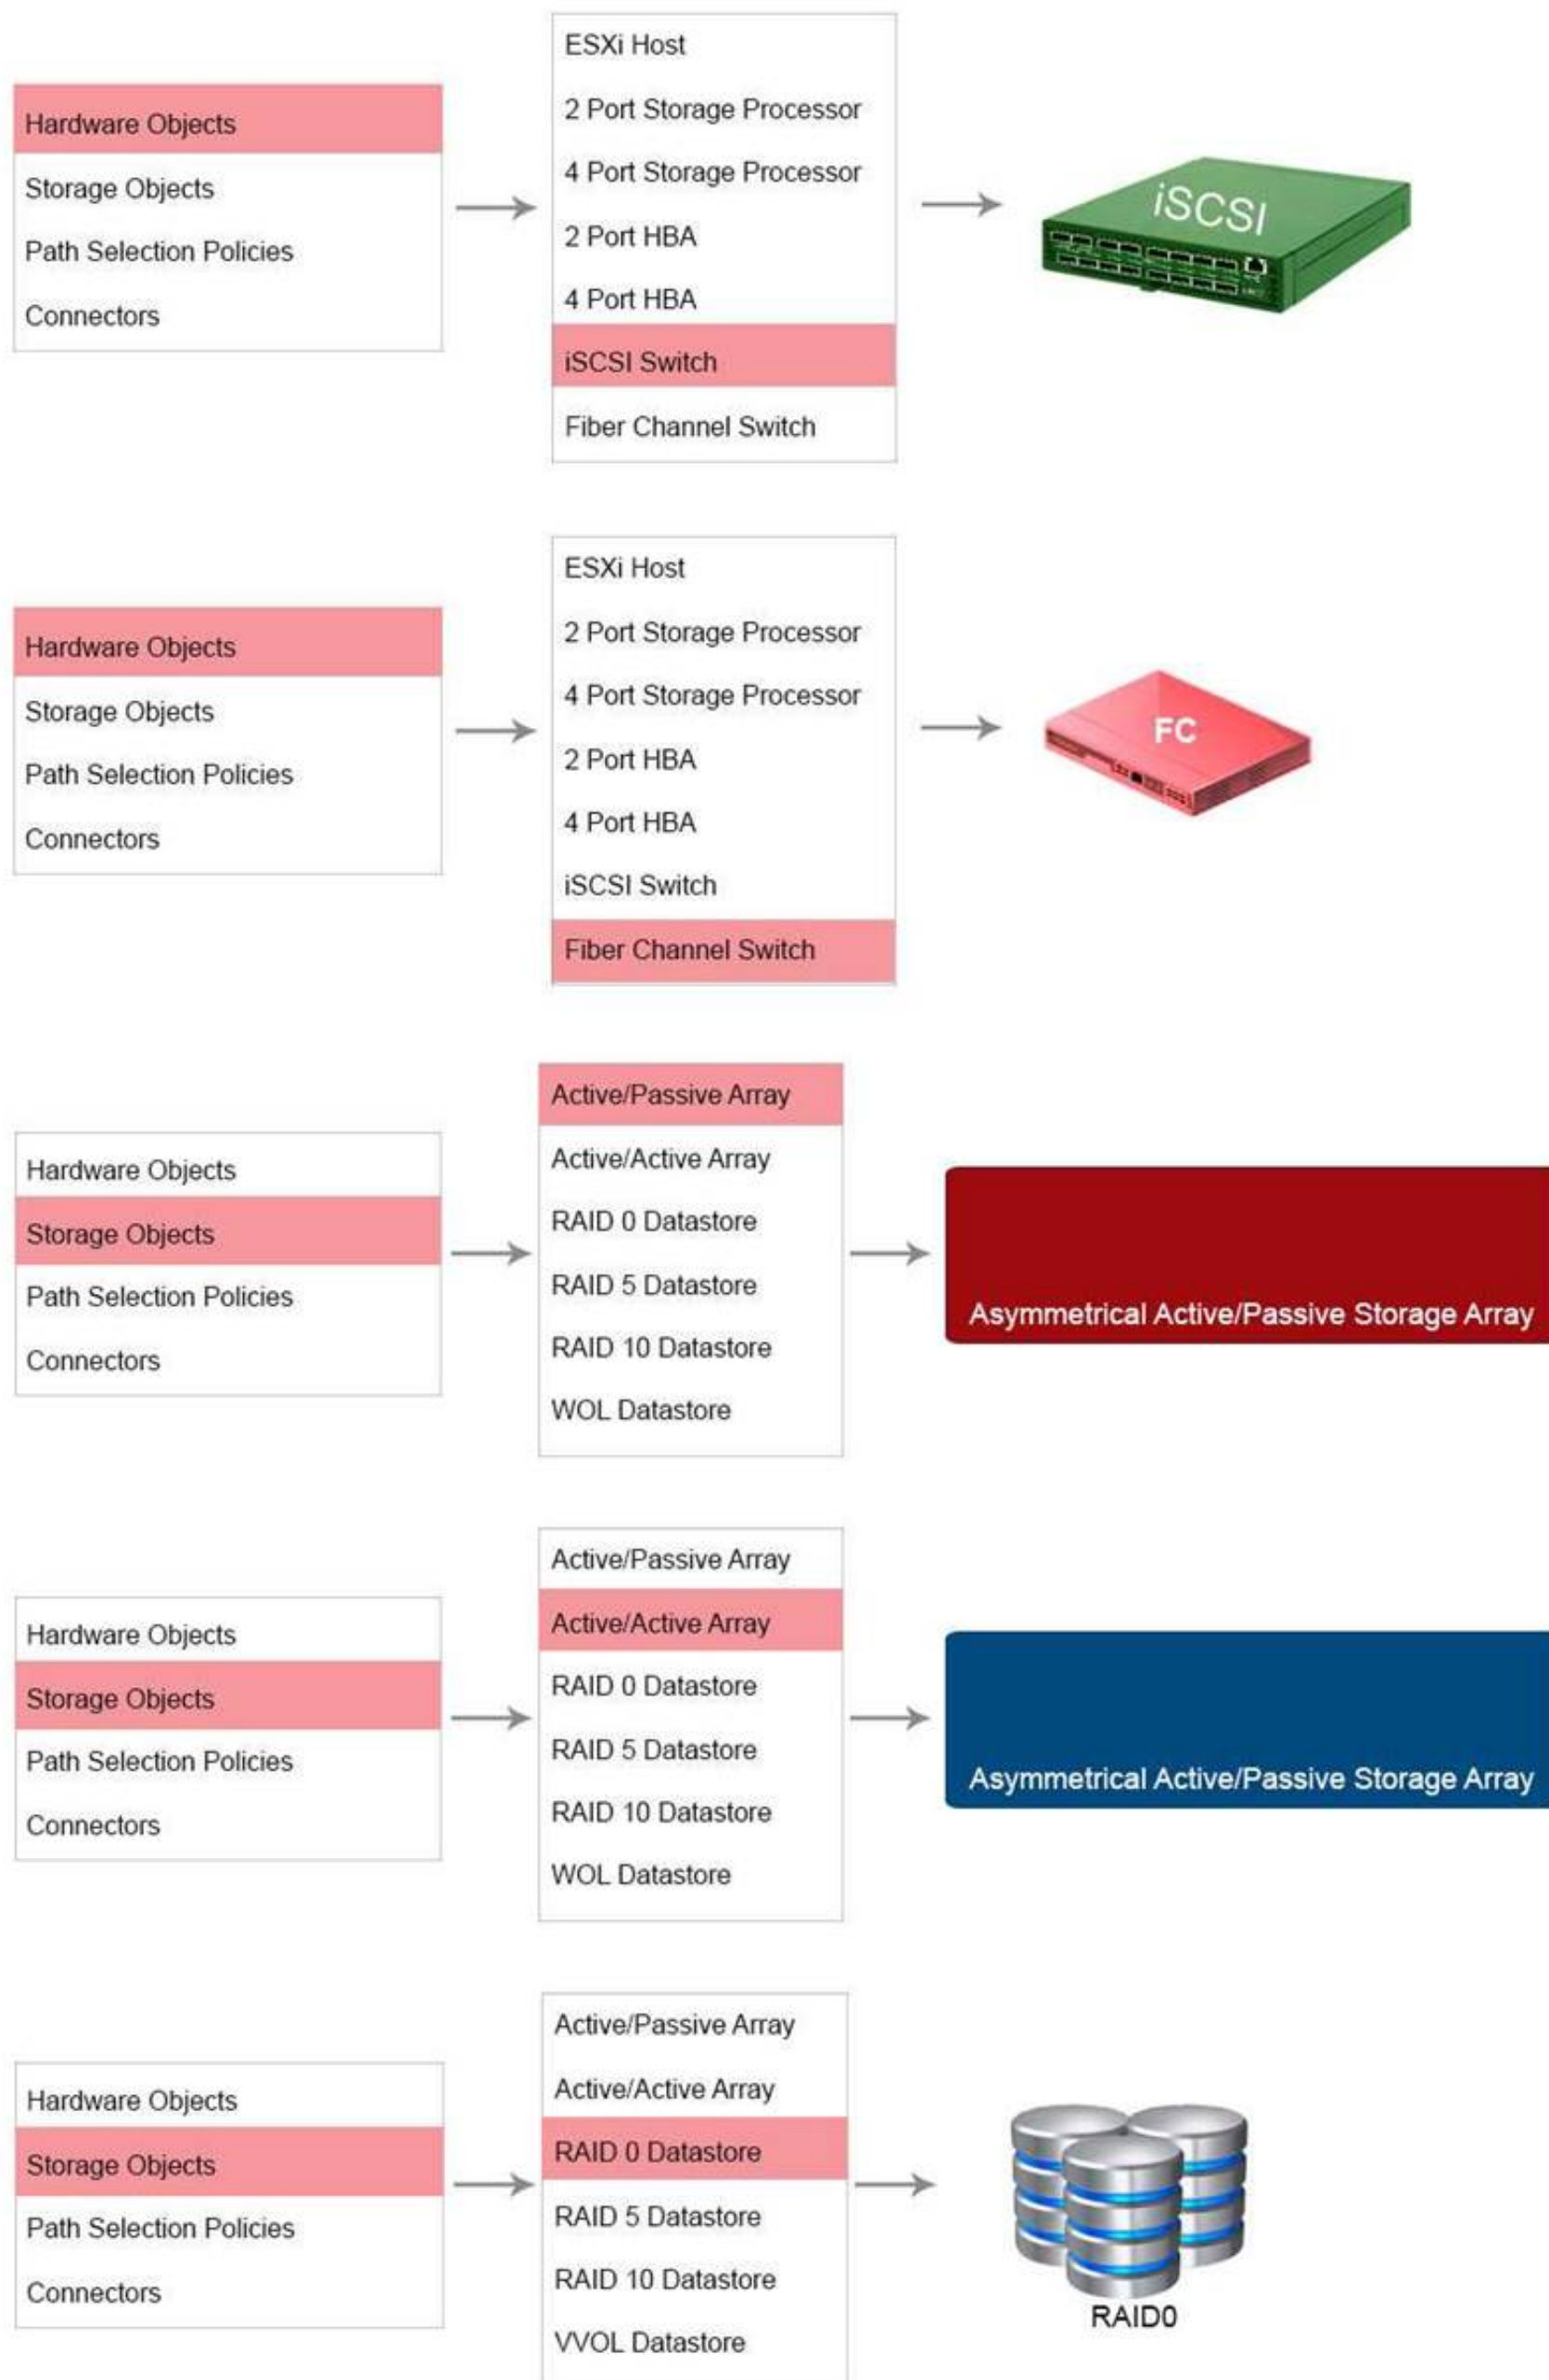 Hardware Objects
Storage Objects
Path Selection Policies
Connectors
ESXi Host
2 Port Storage Processor
4 Port Storage Processor
2 Port HBA
4 Port HBA
iSCSI Switch
Fiber Channel Switch
iSCSI
Hardware Objects
Storage Objects
Path Selection Policies
Connectors
ESXi Host
2 Port Storage Processor
4 Port Storage Processor
2 Port HBA
4 Port HBA
iSCSI Switch
Fiber Channel Switch
FC
Hardware Objects
Storage Objects
Path Selection Policies
Connectors
Active/Passive Array
Active/Active Array
RAID 0 Datastore
RAID 5 Datastore
RAID 10 Datastore
WOL Datastore
Asymmetrical Active/Passive Storage Array
Hardware Objects
Storage Objects
Path Selection Policies
Connectors
Active/Passive Array
Active/Active Array
RAID 0 Datastore
RAID 5 Datastore
RAID 10 Datastore
WOL Datastore
Asymmetrical Active/Passive Storage Array
Hardware Objects
Storage Objects
Path Selection Policies
Connectors
Active/Passive Array
Active/Active Array
RAID 0 Datastore
RAID 5 Datastore
RAID 10 Datastore
VVOL Datastore
RAID0